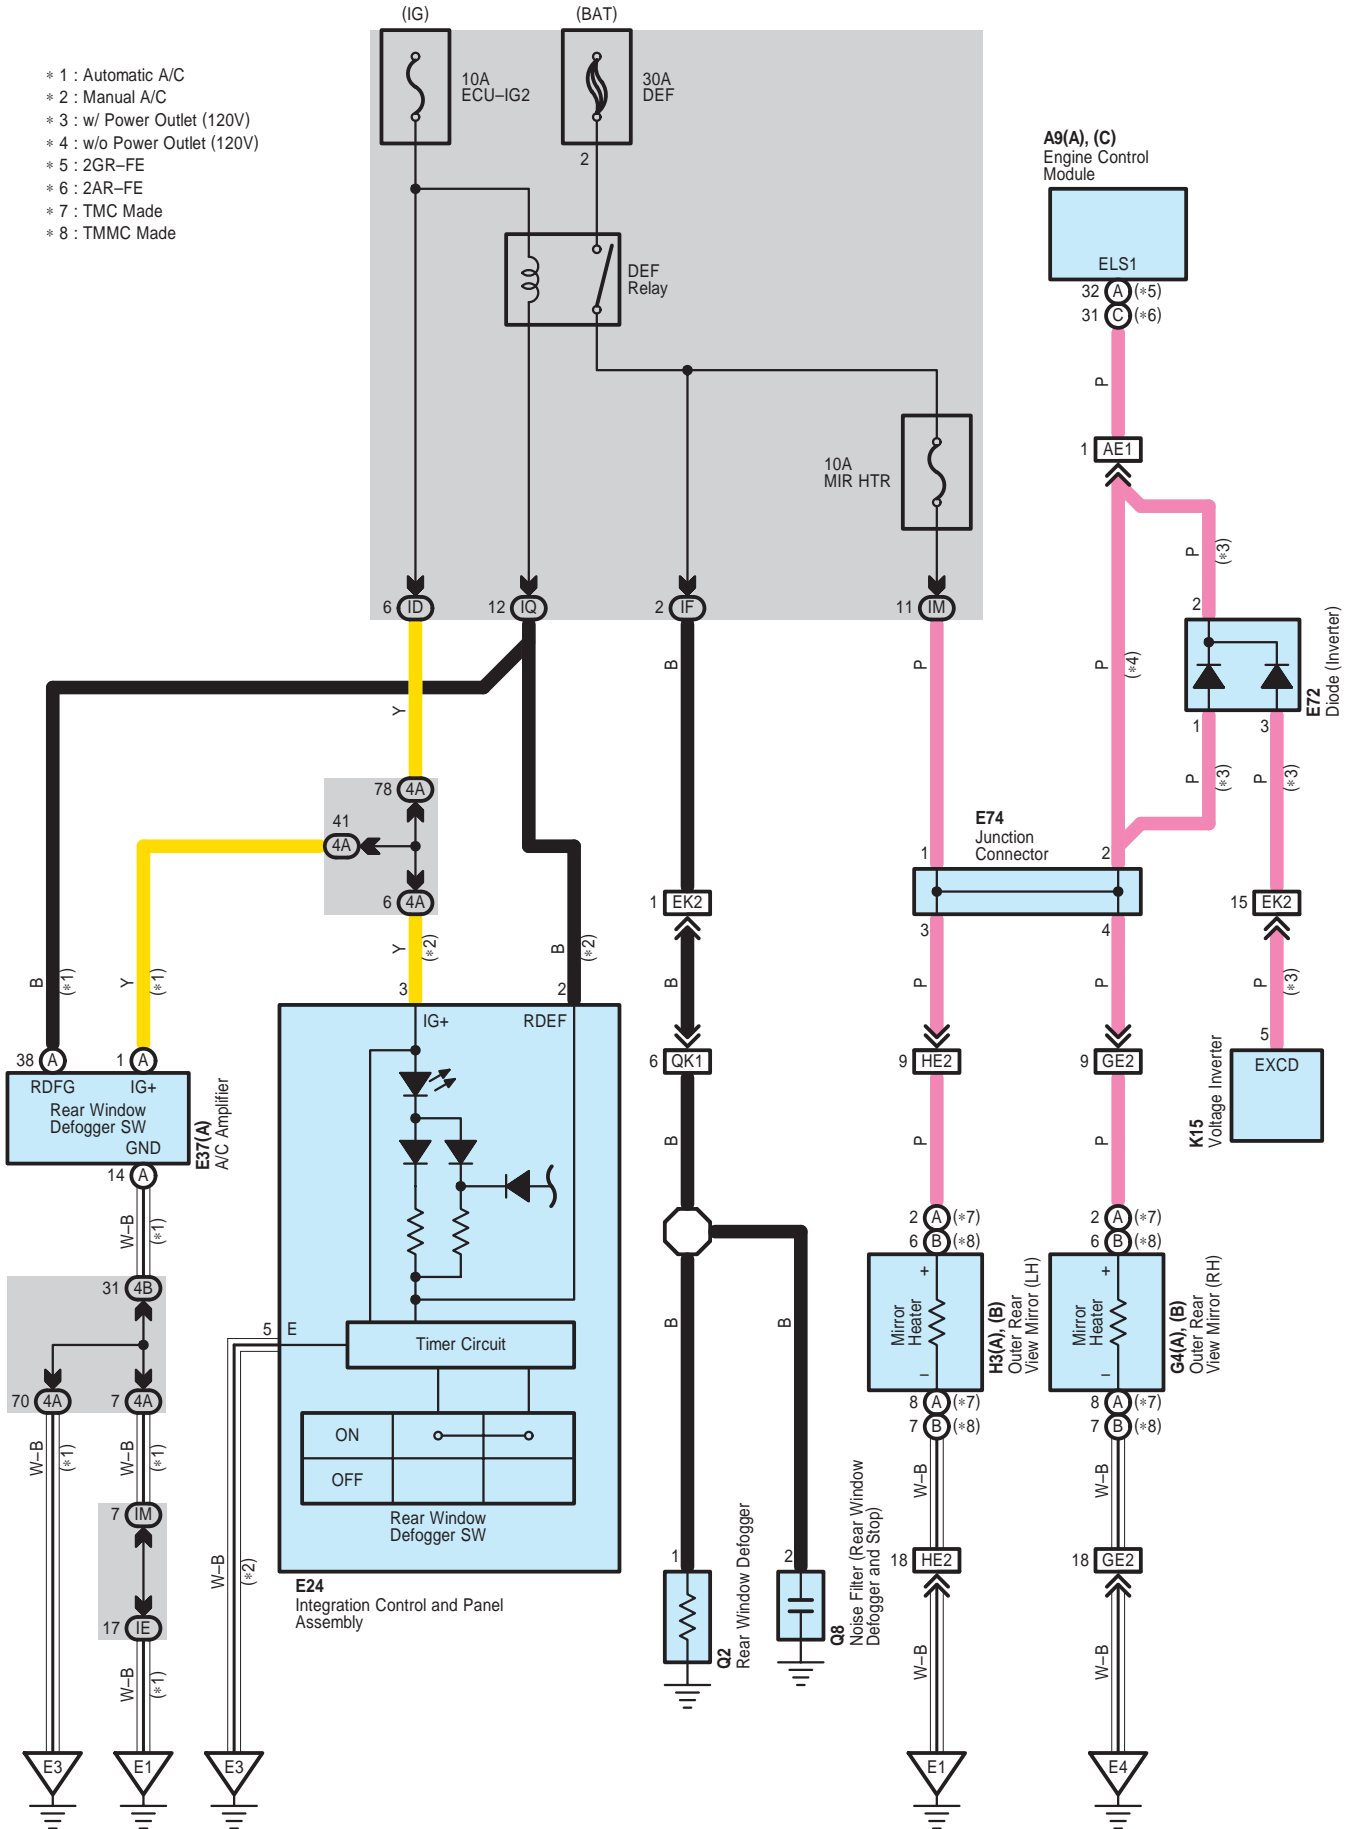 (IG)
(BAT)
∗ 1 : Automatic A/C
∗ 2 : Manual A/C
∗ 3 : w/ Power Outlet (120V)
∗ 4 : w/o Power Outlet (120V)
∗ 5 : 2GR–FE
∗ 6 : 2AR–FE
∗ 7 : TMC Made
∗ 8 : TMMC Made
10A
ECU–IG2
30A
DEF
2
DEF
Relay
10A
MIR HTR
A9(A), (C)
Engine Control
Module
ELS1
32 A (∗5)
31 C (∗6)
P
1 AE1
P
(∗3)
2
P
(∗4)
E72
Diode (Inverter)
1
3
P
(∗3)
P
(∗3)
6 ID
12 IQ
2 IF
11 IM
B
P
Y
78 4A
41
4A
6 4A
E74
Junction
Connector
1
2
3
4
1 EK2
15 EK2
B
(∗1)
Y
(∗1)
Y
(∗2)
B
(∗2)
B
P
P
P
(∗3)
3
2
5
38 A
1 A
RDFG
IG+
Rear Window
Defogger SW
GND
E37(A)
A/C Amplifier
14 A
IG+
RDEF
6 QK1
9 HE2
9 GE2
EXCD
K15
Voltage Inverter
B
P
P
W–B
(∗1)
31 4B
70 4A
7 4A
5 E
Timer Circuit
ON
OFF
Rear Window
Defogger SW
E24
Integration Control and Panel
Assembly
2 A (∗7)
6 B (∗8)
2 A (∗7)
6 B (∗8)
+
Mirror
Heater
–
H3(A), (B)
Outer Rear
View Mirror (LH)
+
Mirror
Heater
–
G4(A), (B)
Outer Rear
View Mirror (RH)
8 A (∗7)
7 B (∗8)
8 A (∗7)
7 B (∗8)
B
B
W–B
(∗1)
W–B
(∗1)
7 IM
17 IE
W–B
(∗1)
W–B
(∗2)
1
2
Q2
Rear Window Defogger
Q8
Noise Filter (Rear Window
Defogger and Stop)
W–B
W–B
18 HE2
18 GE2
W–B
W–B
E3
E1
E3
E1
E4